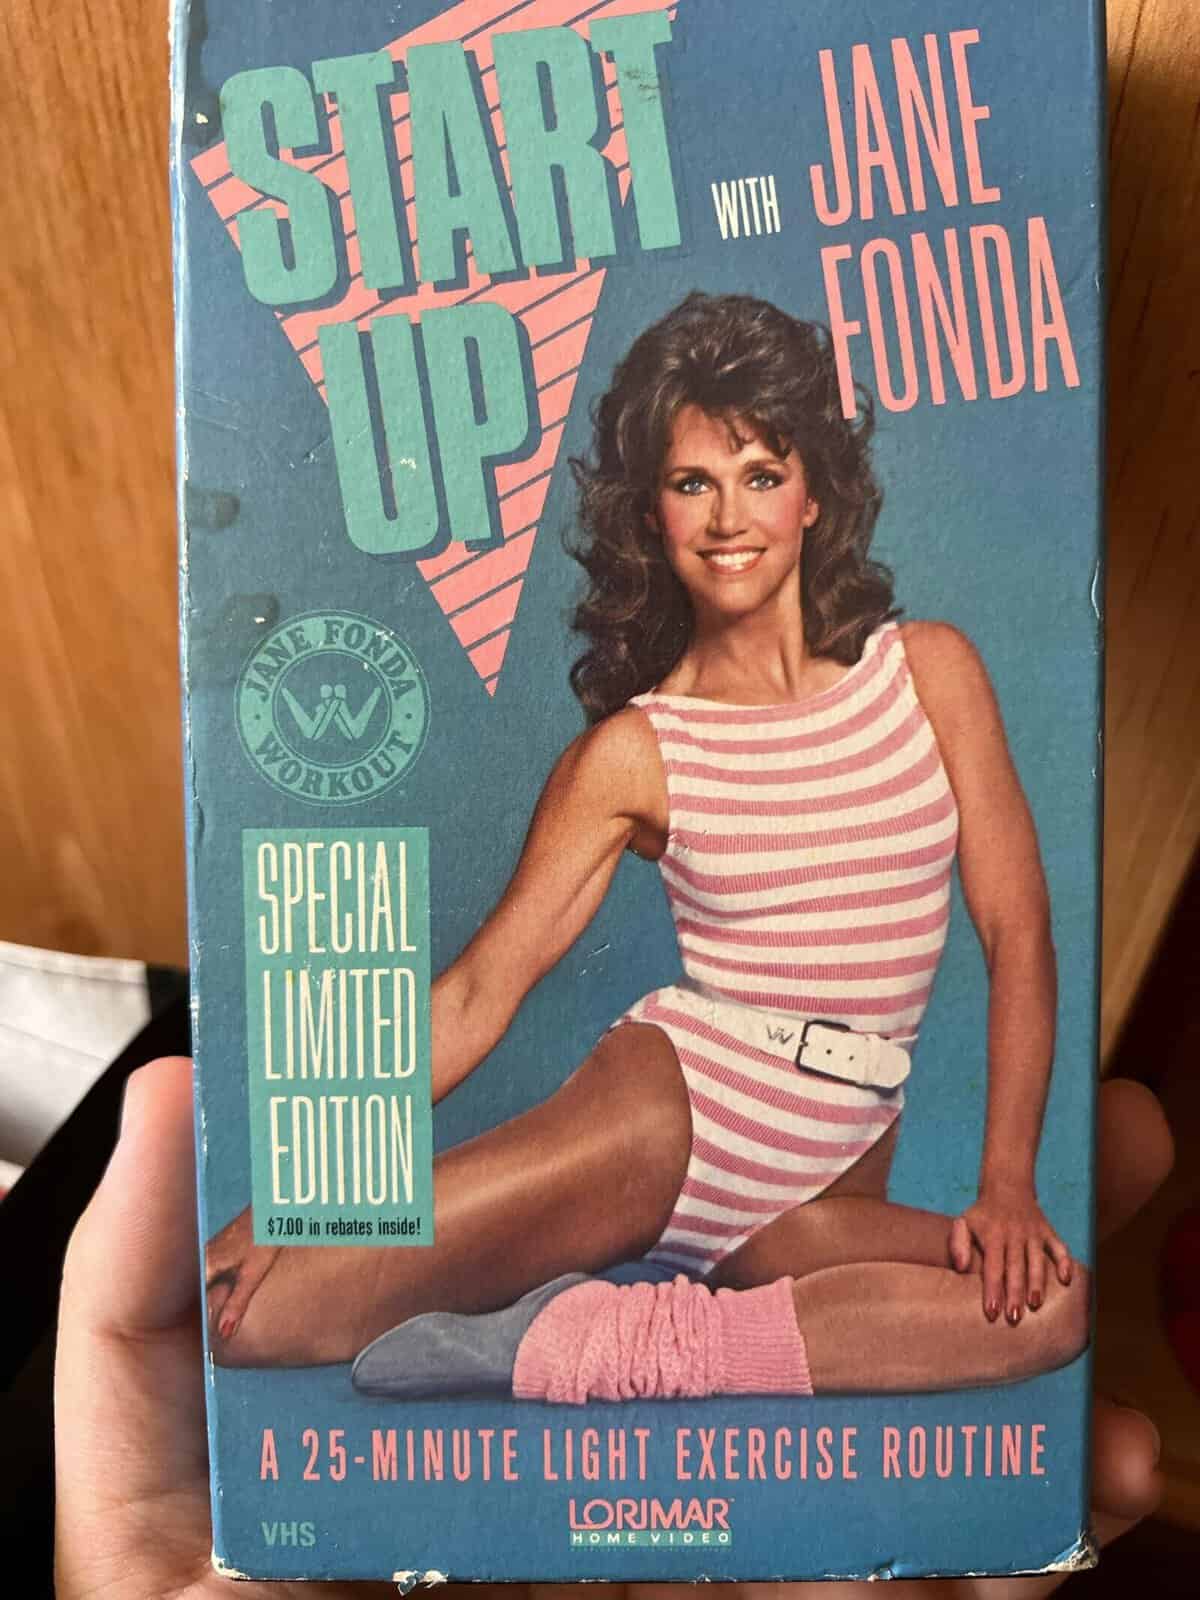 START
UP
WITH
JANE
FONDA
JANE FONDA
WORKOUT
SPECIAL
LIMITED
EDITION
$7.00 in rebates inside!
A 25-MINUTE LIGHT EXERCISE ROUTINE
VHS
LORIMAR™
HOME VIDEO